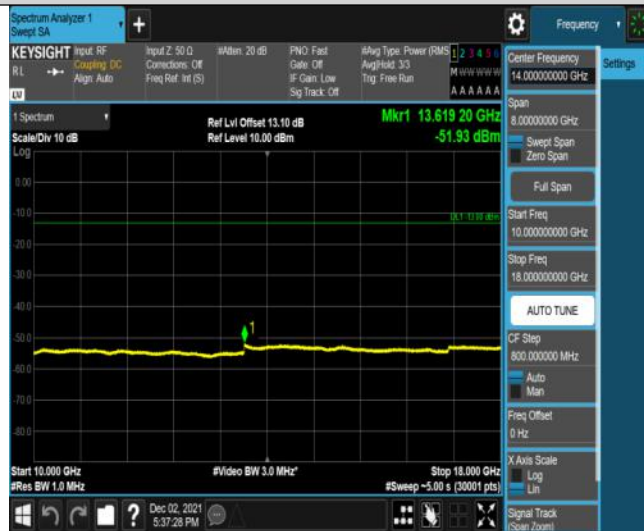 Spectrum Analyzer 1
Swept SA
+
Frequency
KEYSIGHT
RL
LXI
Input: RF
Coupling: DC
Align: Auto
Input Z: 50 Ω
Corrections: Off
Freq Ref: Int (S)
#Atten: 20 dB
PNO: Fast
Gate: Off
IF Gain: Low
Sig Track: Off
#Avg Type: Power (RMS
Avg|Hold: 3/3
Trig: Free Run
1 2 3 4 5 6
M W W W W W
A A A A A A
1 Spectrum
Scale/Div 10 dB
Ref Lvl Offset 13.10 dB
Ref Level 10.00 dBm
Mkr1 13.619 20 GHz
-51.93 dBm
Log
0.00
-10.0
DL1 -13.00 dBm
-20.0
-30.0
-40.0
1
-50.0
-60.0
-70.0
-80.0
Start 10.000 GHz
#Video BW 3.0 MHz*
Stop 18.000 GHz
#Res BW 1.0 MHz
#Sweep ~5.00 s (30001 pts)
Dec 02, 2021
5:37:28 PM
Settings
Center Frequency
14.000000000 GHz
Span
8.00000000 GHz
Swept Span
Zero Span
Full Span
Start Freq
10.000000000 GHz
Stop Freq
18.000000000 GHz
AUTO TUNE
CF Step
800.000000 MHz
Auto
Man
Freq Offset
0 Hz
X Axis Scale
Log
Lin
Signal Track
(Span Zoom)